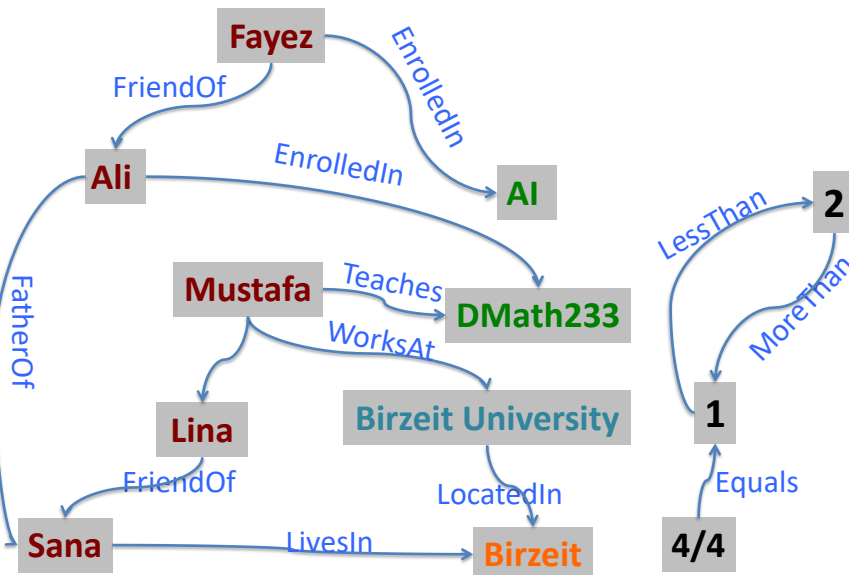 Fayez
FriendOf
EnrolledIn
Ali
EnrolledIn
AI
LessThan
2
FatherOf
Mustafa
Teaches
DMath233
MoreThan
WorksAt
Lina
Birzeit University
1
FriendOf
LocatedIn
Equals
Sana
LivesIn
Birzeit
4/4